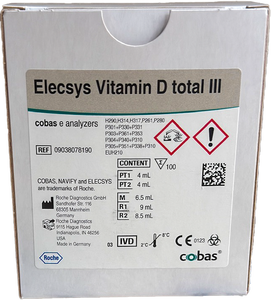 Elecsys Vitamin D total III
cobas e analyzers
REF 09038078190
H290,H314,H317,P261,P280
P301+P330+P331
P303+P361+P353
P304+P340+P310
P305+P351+P338+P310
EUH210
CONTENT 100
PT1 4 mL
PT2 4 mL
M 6.5 mL
R1 9 mL
R2 8.5 mL
COBAS, NAVIFY and ELECSYS
are trademarks of Roche.
Roche Diagnostics GmbH
Sandhofer Str. 116
68305 Mannheim
Germany
Roche Diagnostics
9115 Hague Road
Indianapolis, IN 46256
USA
Made in Germany
Roche
03 IVD
CE 0123
cobas